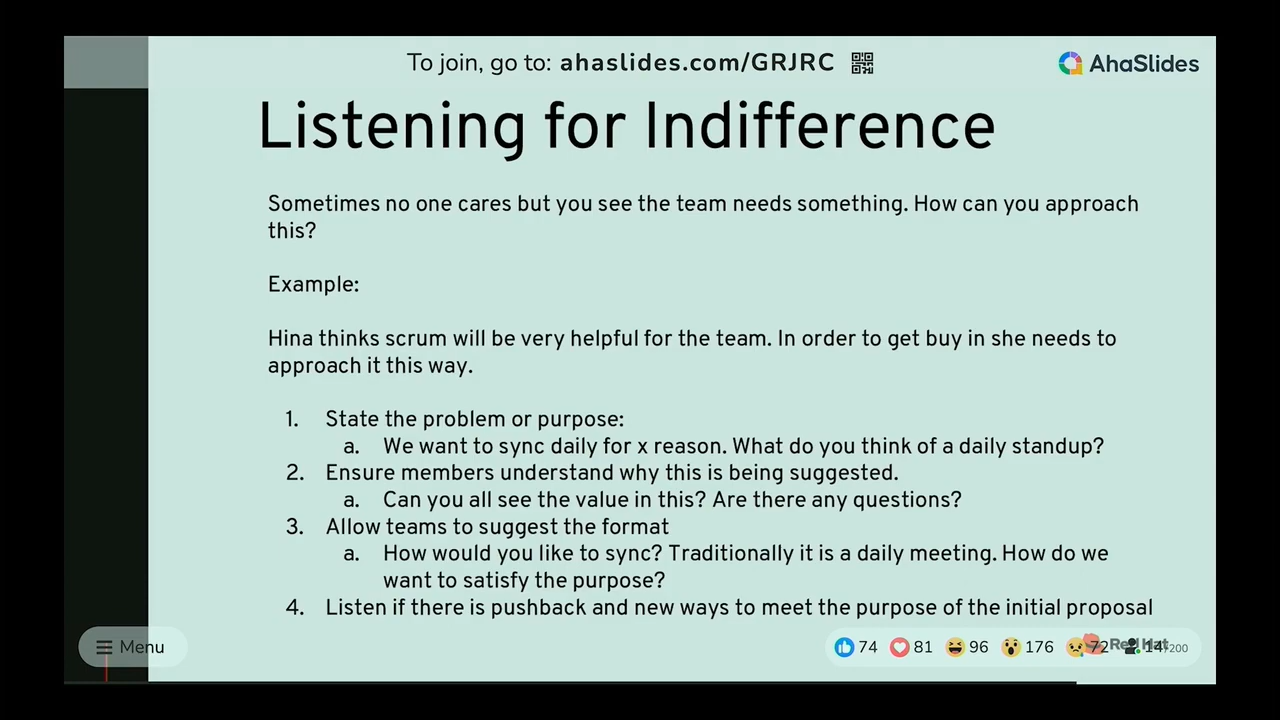 To join, go to: ahaslides.com/GRJRC
AhaSlides
Listening for Indifference
Sometimes no one cares but you see the team needs something. How can you approach
this?
Example:
Hina thinks scrum will be very helpful for the team. In order to get buy in she needs to
approach it this way.
1. State the problem or purpose:
a. We want to sync daily for x reason. What do you think of a daily standup?
2. Ensure members understand why this is being suggested.
a. Can you all see the value in this? Are there any questions?
3. Allow teams to suggest the format
a. How would you like to sync? Traditionally it is a daily meeting. How do we
want to satisfy the purpose?
4. Listen if there is pushback and new ways to meet the purpose of the initial proposal
Menu
74 81 96 176 72 14/200
Red Hat